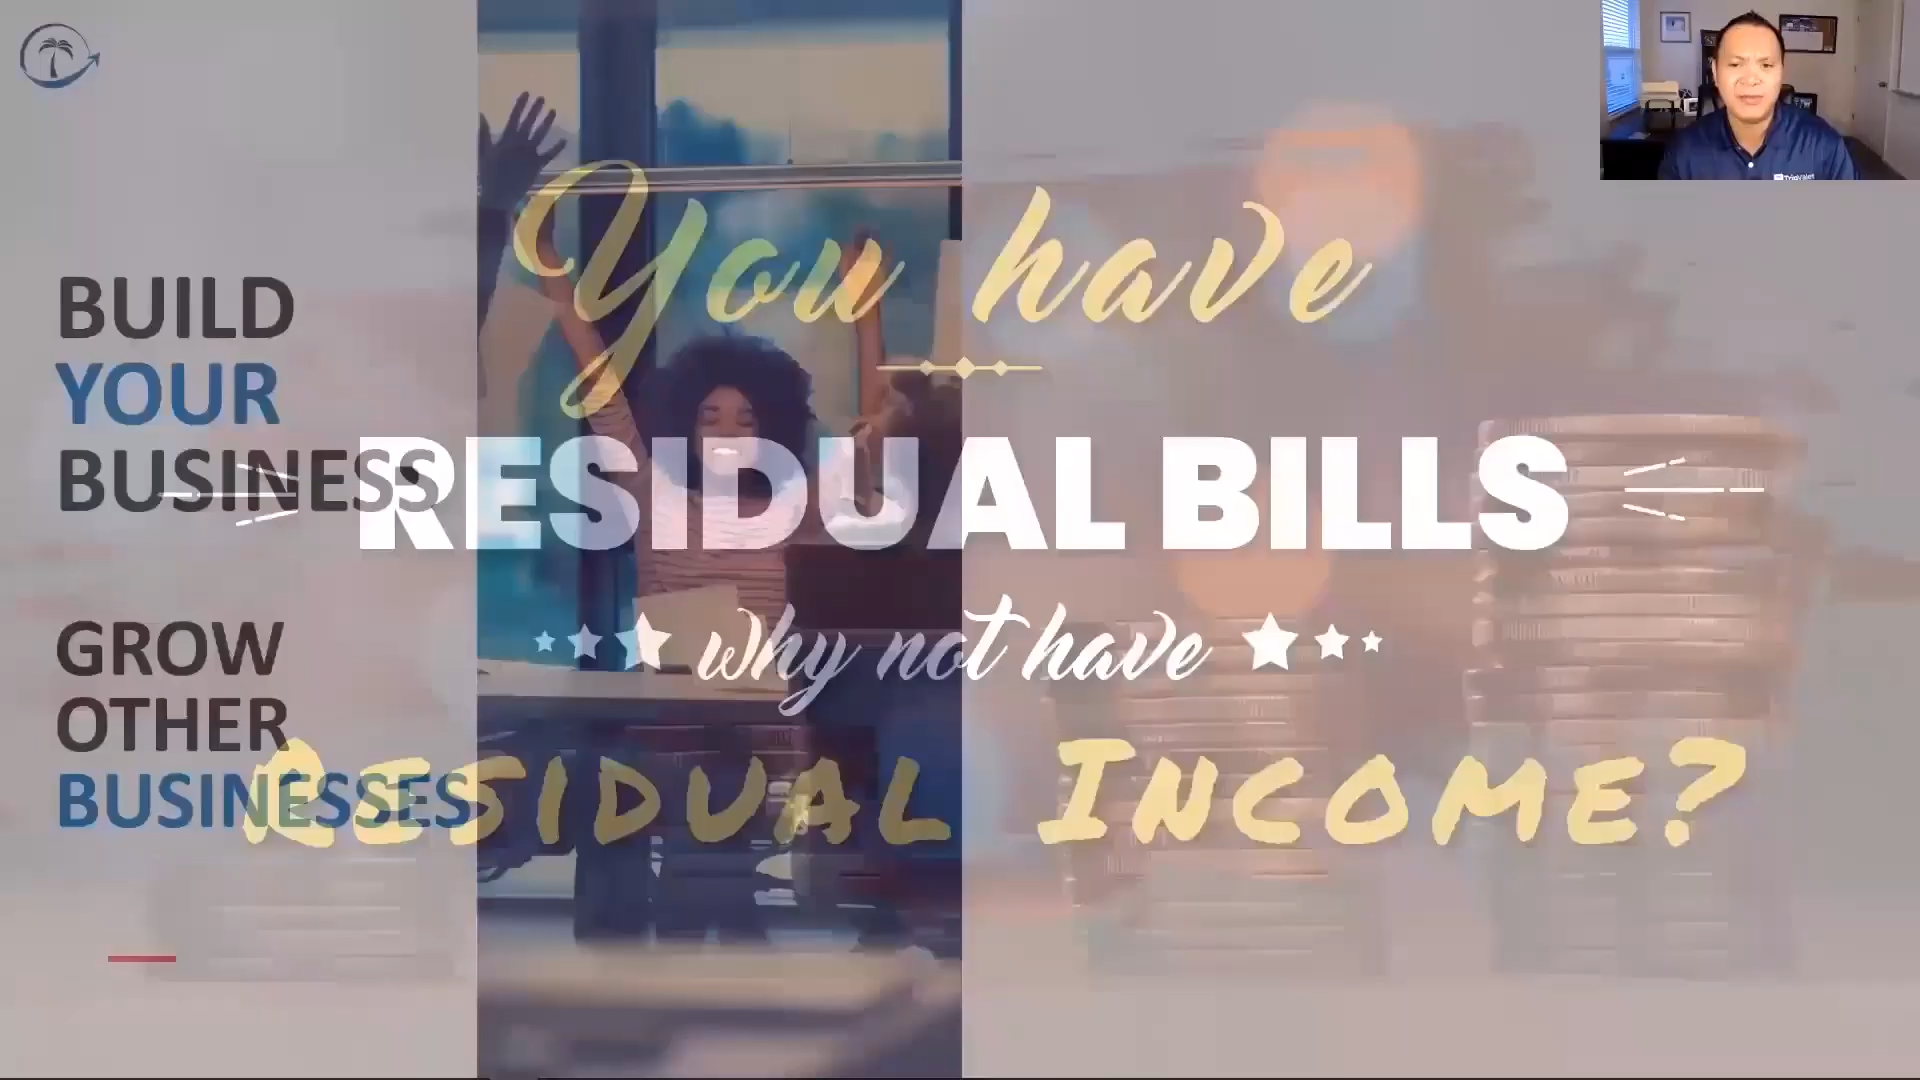 BUILD
YOUR
BUSINESS
GROW
OTHER
BUSINESSES
You have
RESIDUAL BILLS
why not have
RESIDUAL INCOME?